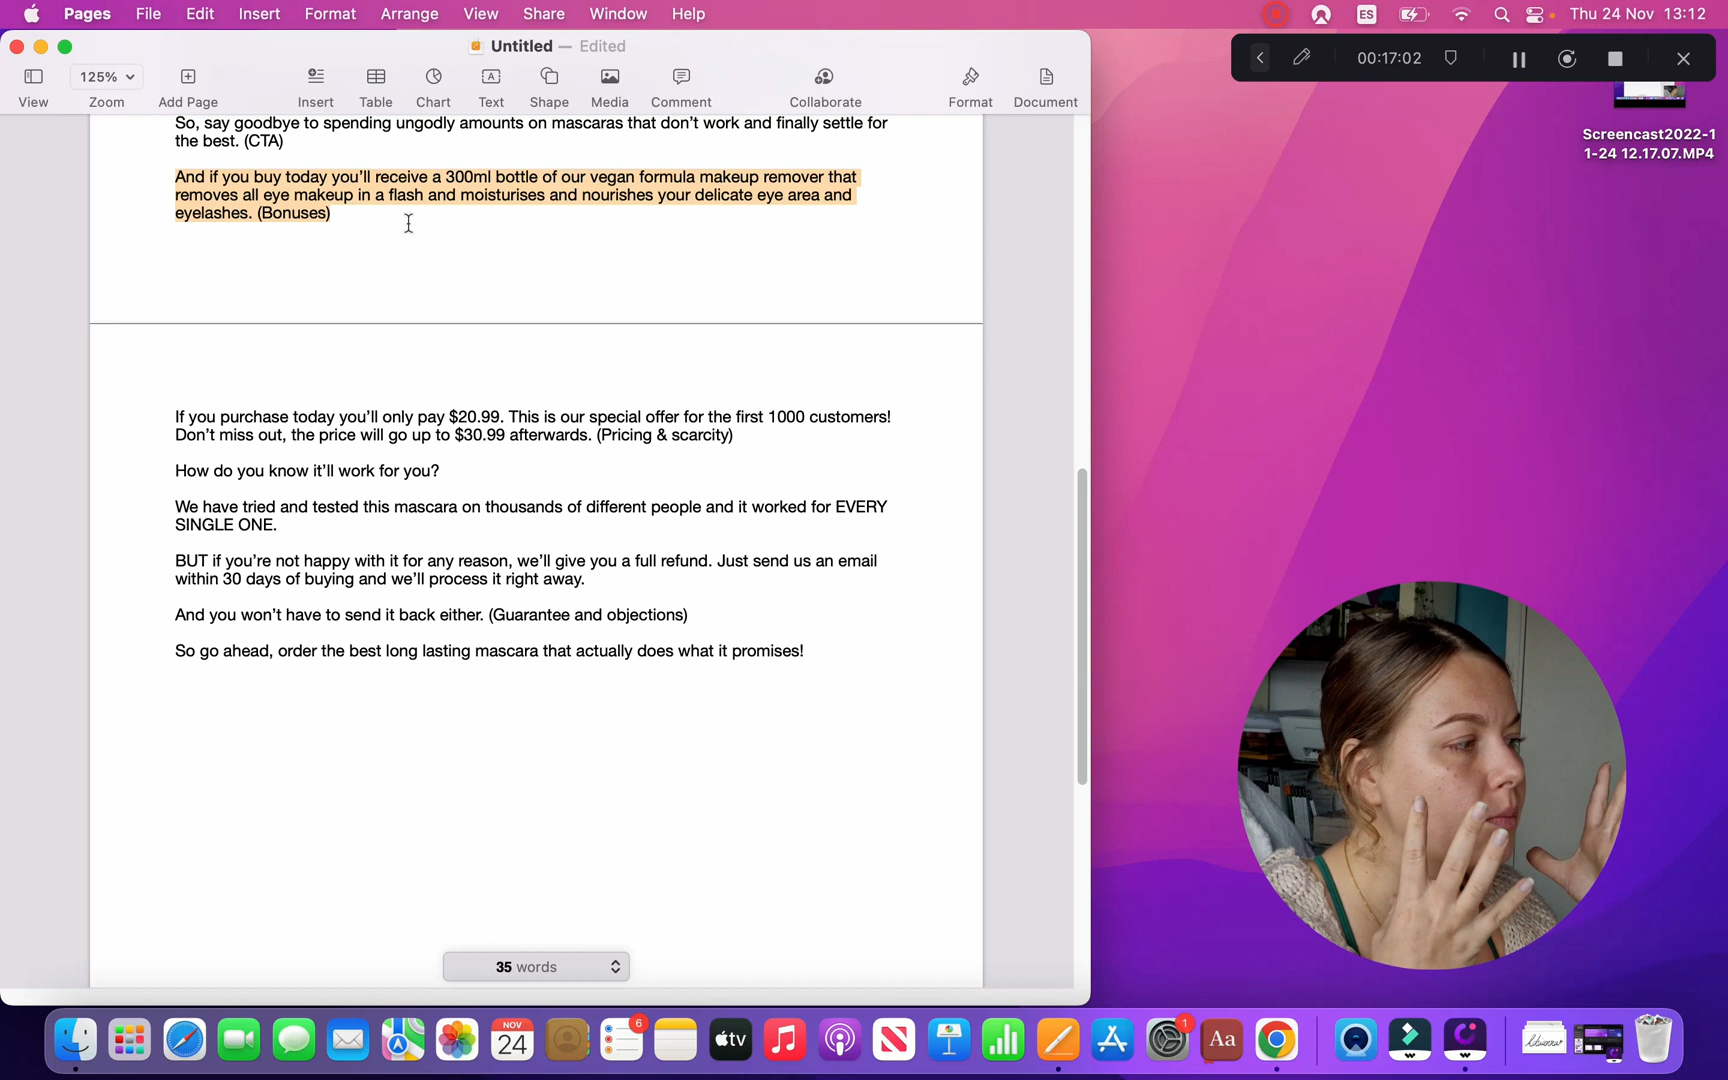 Pages File Edit Insert Format Arrange View Share Window Help
ES
Thu 24 Nov 13:12
Untitled — Edited
00:17:02
125%
View Zoom Add Page Insert Table Chart Text Shape Media Comment Collaborate Format Document
Screencast2022-1
1-24 12.17.07.MP4
So, say goodbye to spending ungodly amounts on mascaras that don't work and finally settle for
the best. (CTA)
And if you buy today you'll receive a 300ml bottle of our vegan formula makeup remover that
removes all eye makeup in a flash and moisturises and nourishes your delicate eye area and
eyelashes. (Bonuses)
If you purchase today you'll only pay $20.99. This is our special offer for the first 1000 customers!
Don't miss out, the price will go up to $30.99 afterwards. (Pricing & scarcity)
How do you know it'll work for you?
We have tried and tested this mascara on thousands of different people and it worked for EVERY
SINGLE ONE.
BUT if you're not happy with it for any reason, we'll give you a full refund. Just send us an email
within 30 days of buying and we'll process it right away.
And you won't have to send it back either. (Guarantee and objections)
So go ahead, order the best long lasting mascara that actually does what it promises!
35 words
6
NOV
24
tv
1
Aa